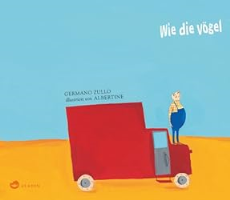 Wie die Vögel
GERMANO ZULLO
illustriert von ALBERTINE